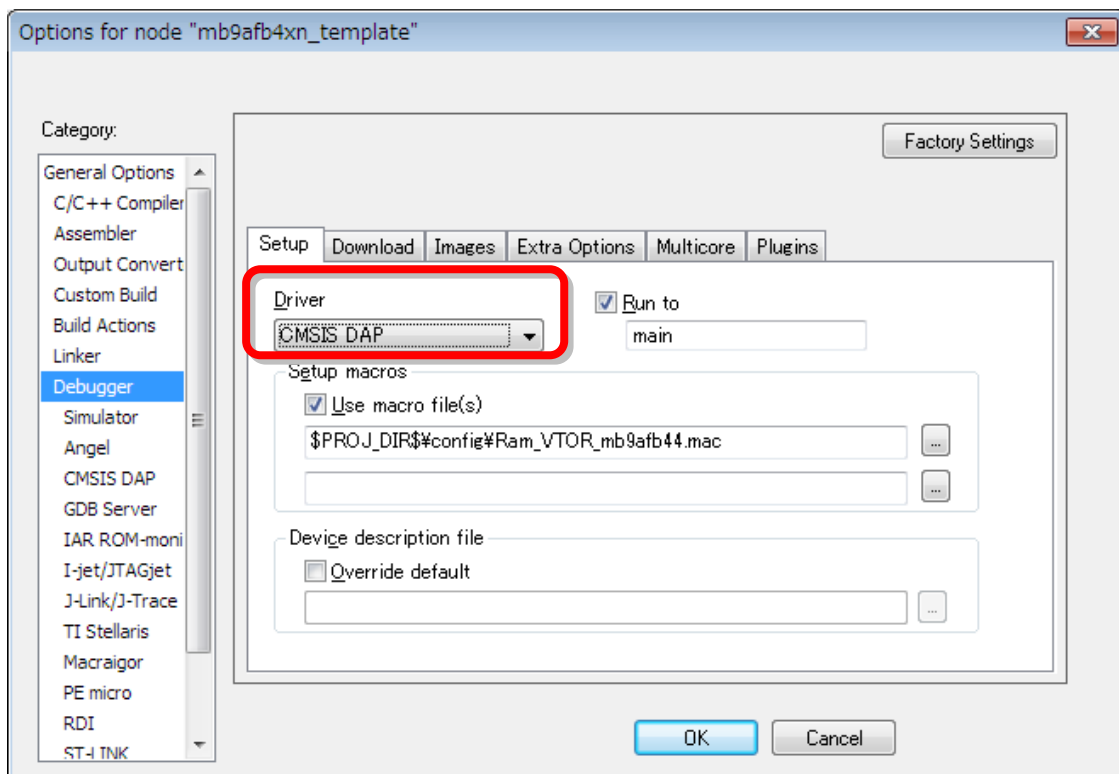 Options for node "mb9afb4xn_template"
Category:
Factory Settings
General Options
C/C++ Compiler
Assembler
Output Convert
Custom Build
Build Actions
Linker
Debugger
Simulator
Angel
CMSIS DAP
GDB Server
IAR ROM-moni
I-jet/JTAGjet
J-Link/J-Trace
TI Stellaris
Macraigor
PE micro
RDI
ST-LINK
Setup Download Images Extra Options Multicore Plugins
Driver
CMSIS DAP
Run to
main
Setup macros
Use macro file(s)
$PROJ_DIR$¥config¥Ram_VTOR_mb9afb44.mac
...
...
Device description file
Override default
...
OK Cancel